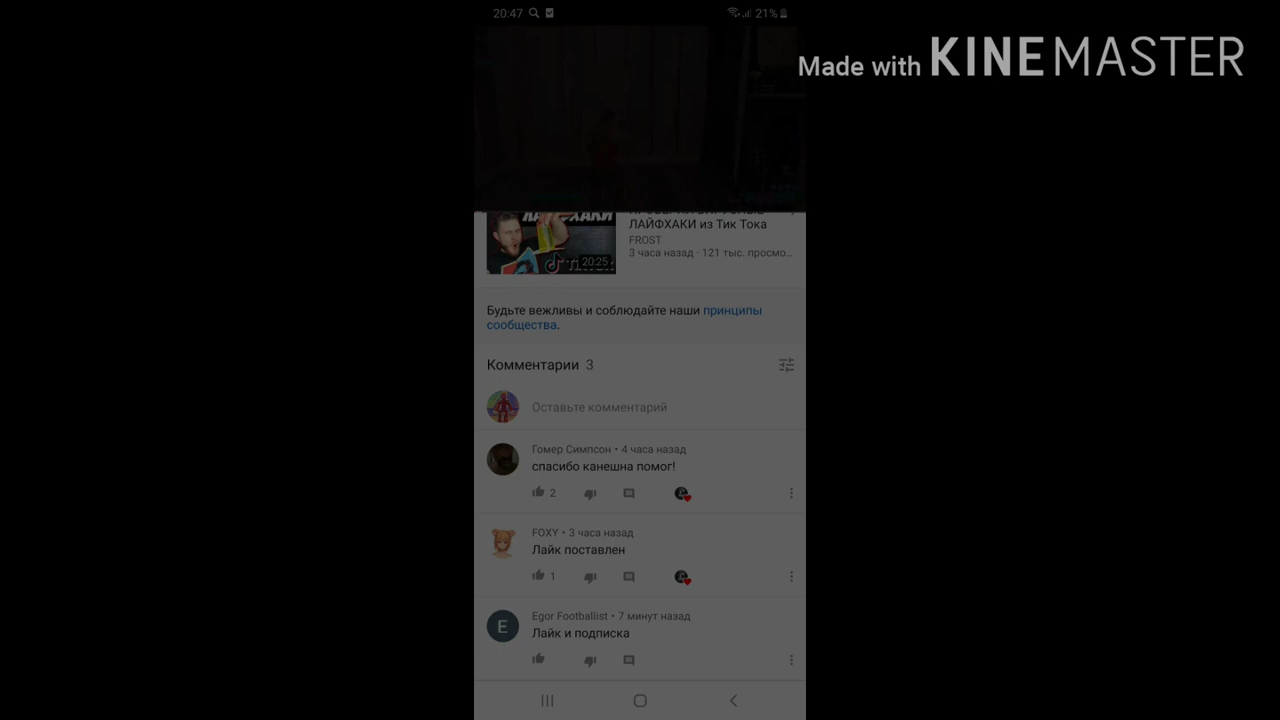 20:47
21%
Made with KINEMASTER
ЛАЙФХАКИ из Тик Тока
FROST
3 часа назад · 121 тыс. просмо...
20:25
Будьте вежливы и соблюдайте наши принципы
сообщества.
Комментарии 3
Оставьте комментарий
Гомер Симпсон • 4 часа назад
спасибо канешна помог!
2
FOXY • 3 часа назад
Лайк поставлен
1
E
Egor Footballist • 7 минут назад
Лайк и подписка